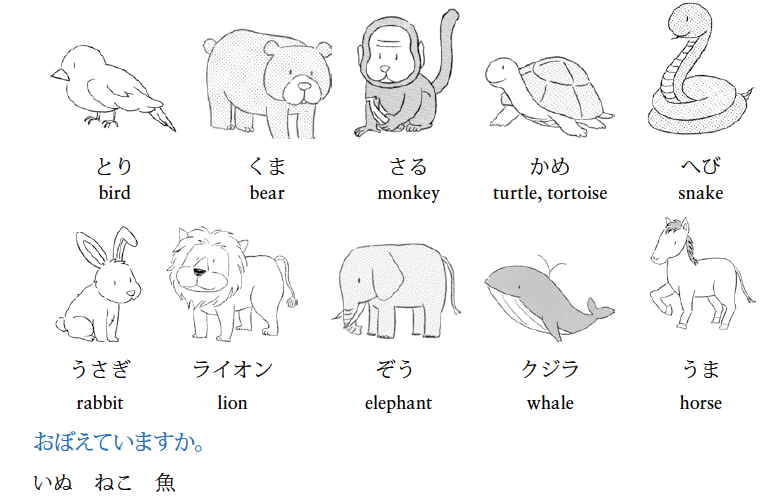 とり くま さる かめ へび
bird bear monkey turtle, tortoise snake
うさぎ ライオン ぞう クジラ うま
rabbit lion elephant whale horse
おぼえていますか。
いぬ ねこ 魚